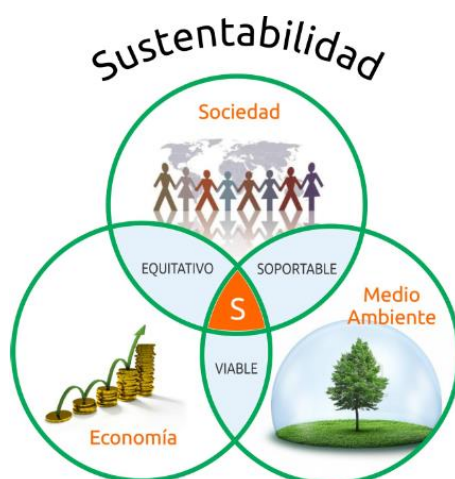 Sustentabilidad
Sociedad
EQUITATIVO
SOPORTABLE
S
Medio
Ambiente
VIABLE
Economía